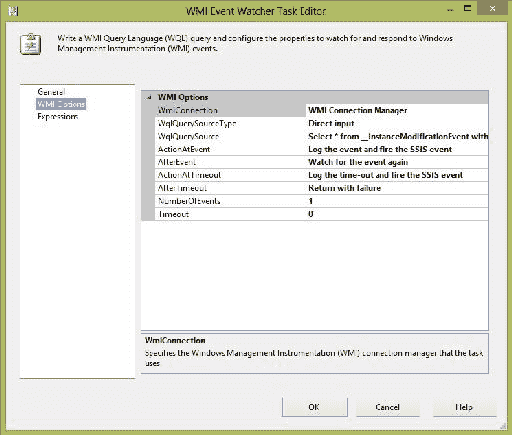 WMI Event Watcher Task Editor
Write a WMI Query Language (WQL) query and configure the properties to watch for and respond to Windows
Management Instrumentation (WMI) events.
General
WMI Options
Expressions
WMI Options
WmiConnection WMI Connection Manager
WqlQuerySourceType Direct input
WqlQuerySource Select * from __InstanceModificationEvent with
ActionAtEvent Log the event and fire the SSIS event
AfterEvent Watch for the event again
ActionAtTimeout Log the time-out and fire the SSIS event
AfterTimeout Return with failure
NumberOfEvents 1
Timeout 0
WmiConnection
Specifies the Windows Management Instrumentation (WMI) connection manager that the task
uses.
OK Cancel Help